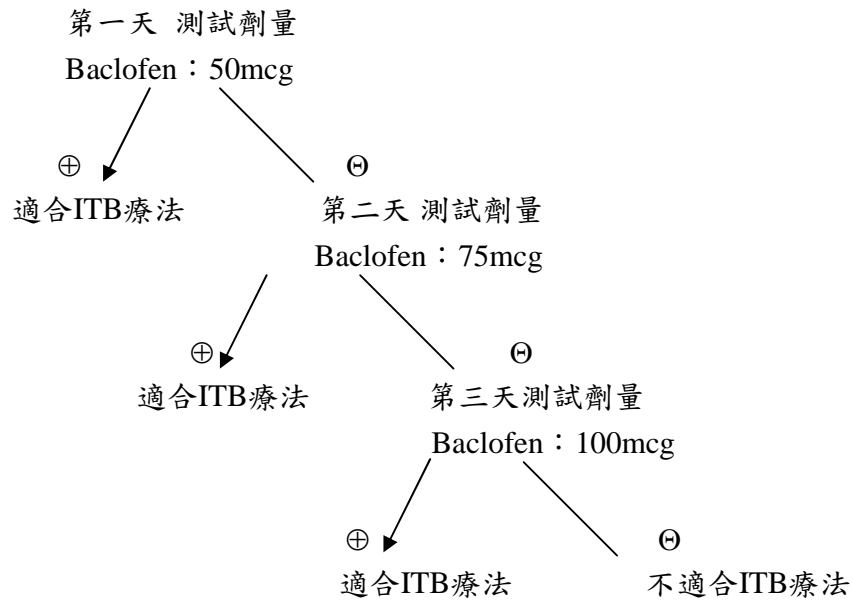 第一天 測試劑量
Baclofen：50mcg
⊕ Θ
適合ITB療法 第二天 測試劑量
Baclofen：75mcg
⊕ Θ
適合ITB療法 第三天測試劑量
Baclofen：100mcg
⊕ Θ
適合ITB療法 不適合ITB療法